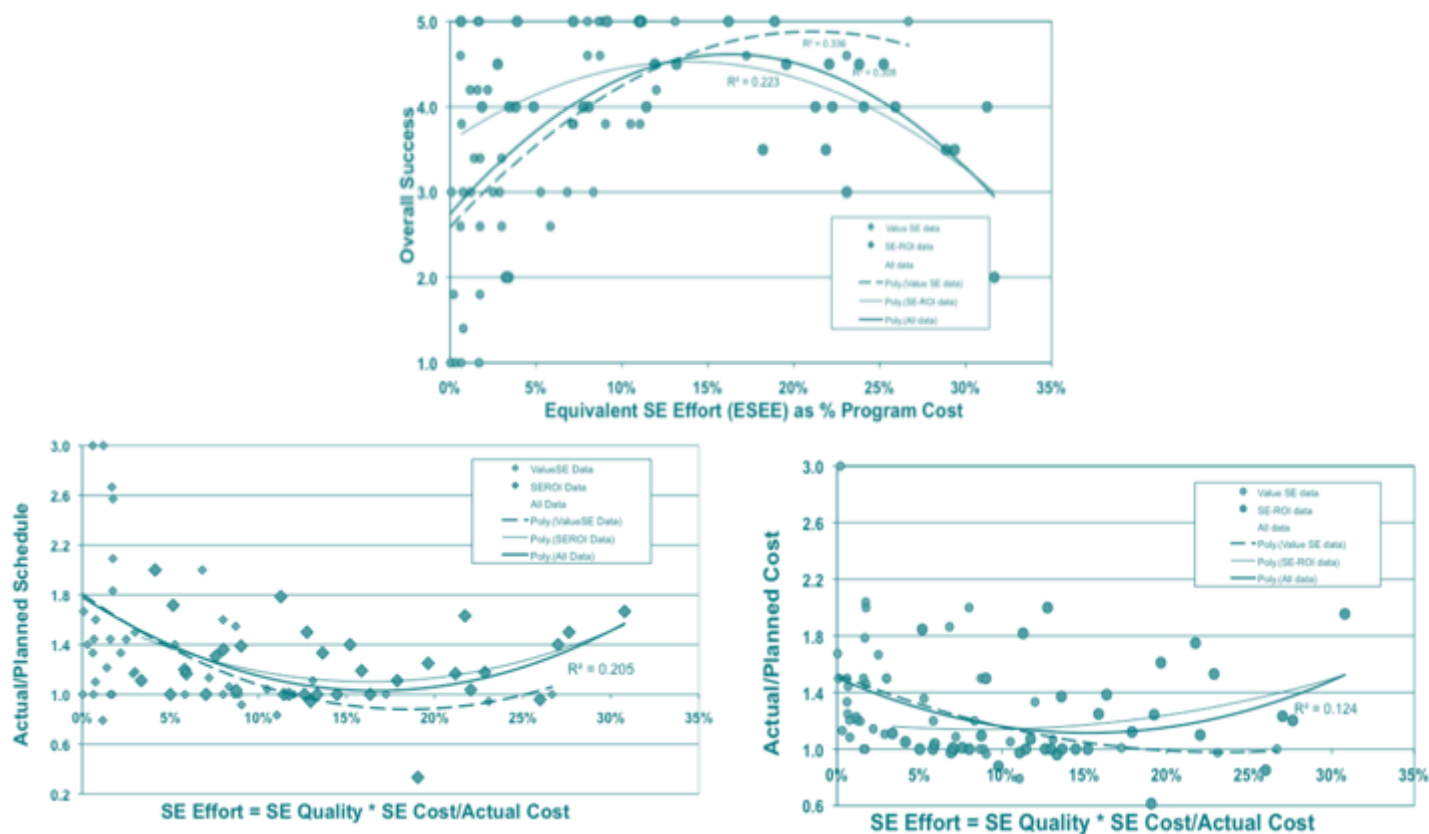 5.0
4.0
3.0
2.0
1.0
Overall Success
R² = 0.336
R² = 0.308
R² = 0.223
Value SE data
SE-ROI data
All data
Poly.(Value SE data)
Poly.(SE-ROI data)
Poly.(All data)
0% 5% 10% 15% 20% 25% 30% 35%
Equivalent SE Effort (ESEE) as % Program Cost
3.0
2.6
2.2
1.8
1.4
1.0
0.6
0.2
Actual/Planned Schedule
ValueSE Data
SEROI Data
All Data
Poly.(ValueSE Data)
Poly.(SEROI Data)
Poly.(All Data)
R² = 0.205
0% 5% 10% 15% 20% 25% 30% 35%
SE Effort = SE Quality * SE Cost/Actual Cost
3.0
2.6
2.2
1.8
1.4
1.0
0.6
Actual/Planned Cost
Value SE data
SE-ROI data
All data
Poly.(Value SE data)
Poly.(SE-ROI data)
Poly.(All data)
R² = 0.124
0% 5% 10% 15% 20% 25% 30% 35%
SE Effort = SE Quality * SE Cost/Actual Cost